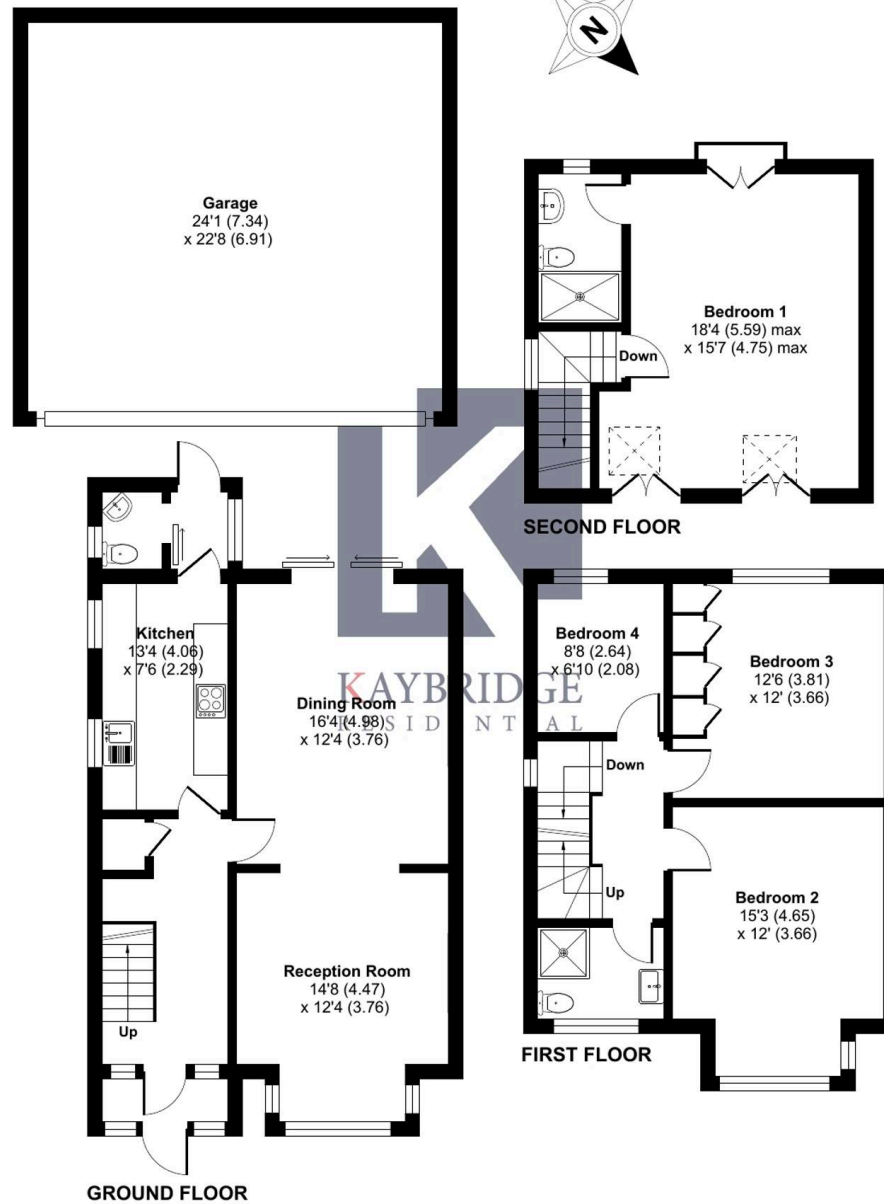 N
Garage
24'1 (7.34)
x 22'8 (6.91)
Bedroom 1
18'4 (5.59) max
x 15'7 (4.75) max
Down
SECOND FLOOR
Kitchen
13'4 (4.06)
x 7'6 (2.29)
Dining Room
16'4 (4.98)
x 12'4 (3.76)
Reception Room
14'8 (4.47)
x 12'4 (3.76)
Up
GROUND FLOOR
Bedroom 4
8'8 (2.64)
x 6'10 (2.08)
Bedroom 3
12'6 (3.81)
x 12' (3.66)
Down
Up
Bedroom 2
15'3 (4.65)
x 12' (3.66)
FIRST FLOOR
K
KAYBRIDGE
RESIDENTIAL